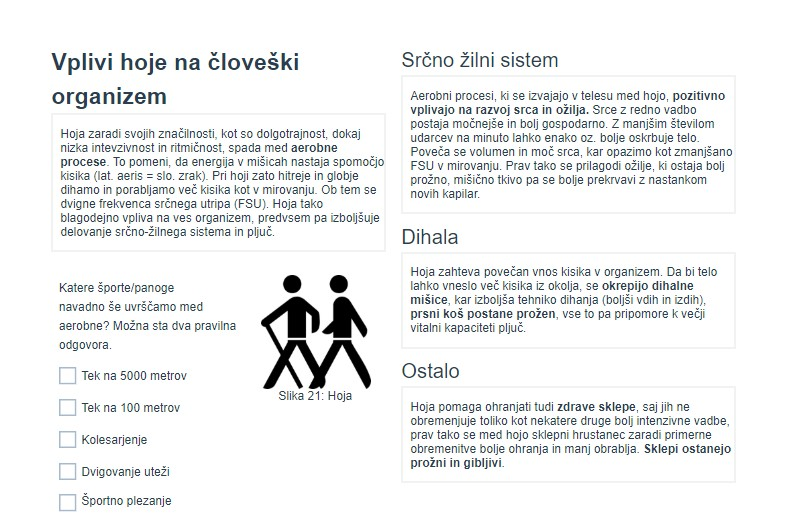 Vplivi hoje na človeški
organizem
Hoja zaradi svojih značilnosti, kot so dolgotrajnost, dokaj
nizka intevzivnost in ritmičnost, spada med aerobne
procese. To pomeni, da energija v mišicah nastaja spomočjo
kisika (lat. aeris = slo. zrak). Pri hoji zato hitreje in globje
dihamo in porabljamo več kisika kot v mirovanju. Ob tem se
dvigne frekvenca srčnega utripa (FSU). Hoja tako
blagodejno vpliva na ves organizem, predvsem pa izboljšuje
delovanje srčno-žilnega sistema in pljuč.
Katere športe/panoge
navadno še uvrščamo med
aerobne? Možna sta dva pravilna
odgovora.
Tek na 5000 metrov
Tek na 100 metrov
Kolesarjenje
Dvigovanje uteži
Športno plezanje
Slika 21: Hoja
Srčno žilni sistem
Aerobni procesi, ki se izvajajo v telesu med hojo, pozitivno
vplivajo na razvoj srca in ožilja. Srce z redno vadbo
postaja močnejše in bolj gospodarno. Z manjšim številom
udarcev na minuto lahko enako oz. bolje oskrbuje telo.
Poveča se volumen in moč srca, kar opazimo kot zmanjšano
FSU v mirovanju. Prav tako se prilagodi ožilje, ki ostaja bolj
prožno, mišično tkivo pa se bolje prekrvavi z nastankom
novih kapilar.
Dihala
Hoja zahteva povečan vnos kisika v organizem. Da bi telo
lahko vneslo več kisika iz okolja, se okrepijo dihalne
mišice, kar izboljša tehniko dihanja (boljši vdih in izdih),
prsni koš postane prožen, vse to pa pripomore k večji
vitalni kapaciteti pljuč.
Ostalo
Hoja pomaga ohranjati tudi zdrave sklepe, saj jih ne
obremenjuje toliko kot nekatere druge bolj intenzivne vadbe,
prav tako se med hojo sklepni hrustanec zaradi primerne
obremenitve bolje ohranja in manj obrablja. Sklepi ostanejo
prožni in gibljivi.